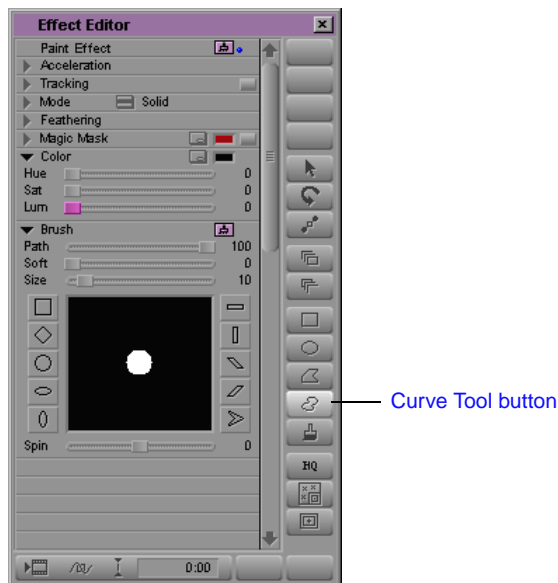 Effect Editor
Paint Effect
Acceleration
Tracking
Mode Solid
Feathering
Magic Mask
Color
Hue 0
Sat 0
Lum 0
Brush
Path 100
Soft 0
Size 10
Curve Tool button
Spin 0
HQ
0:00